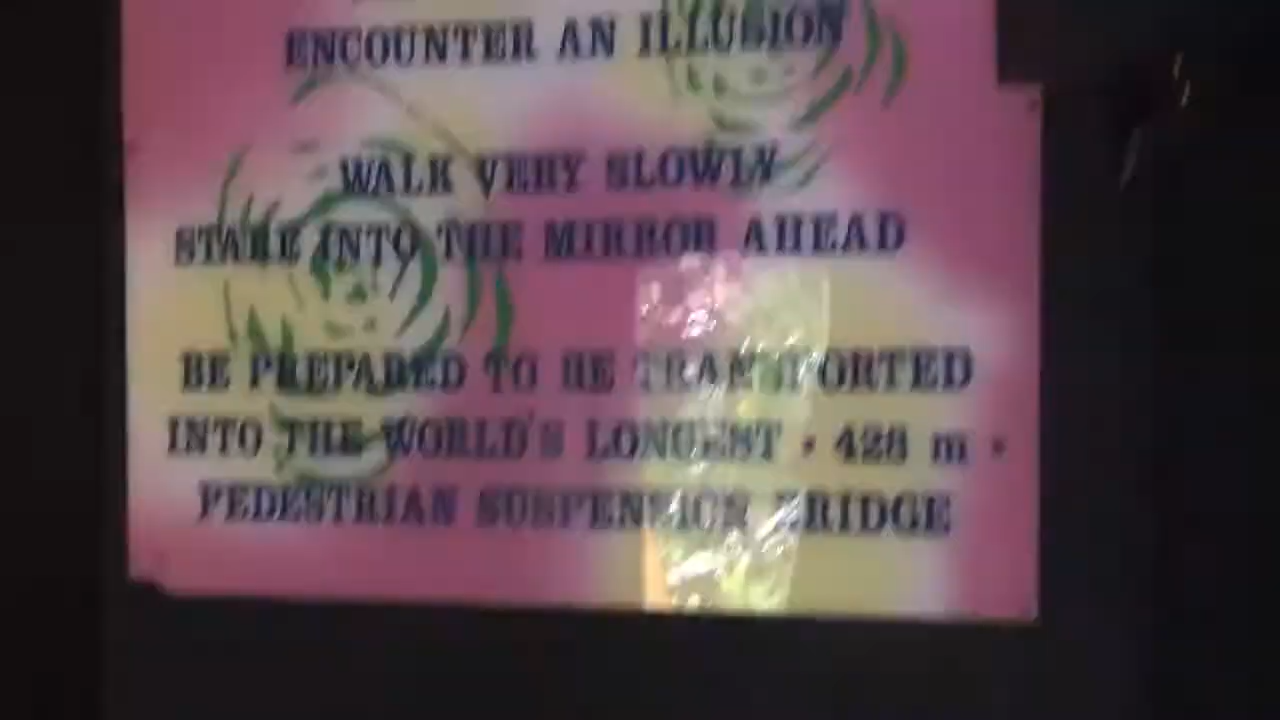 ENCOUNTER AN ILLUSION
WALK VERY SLOWLY
STARE INTO THE MIRROR AHEAD
BE PREPARED TO BE TRANSPORTED
INTO THE WORLD'S LONGEST • 428 m •
PEDESTRIAN SUSPENSION BRIDGE